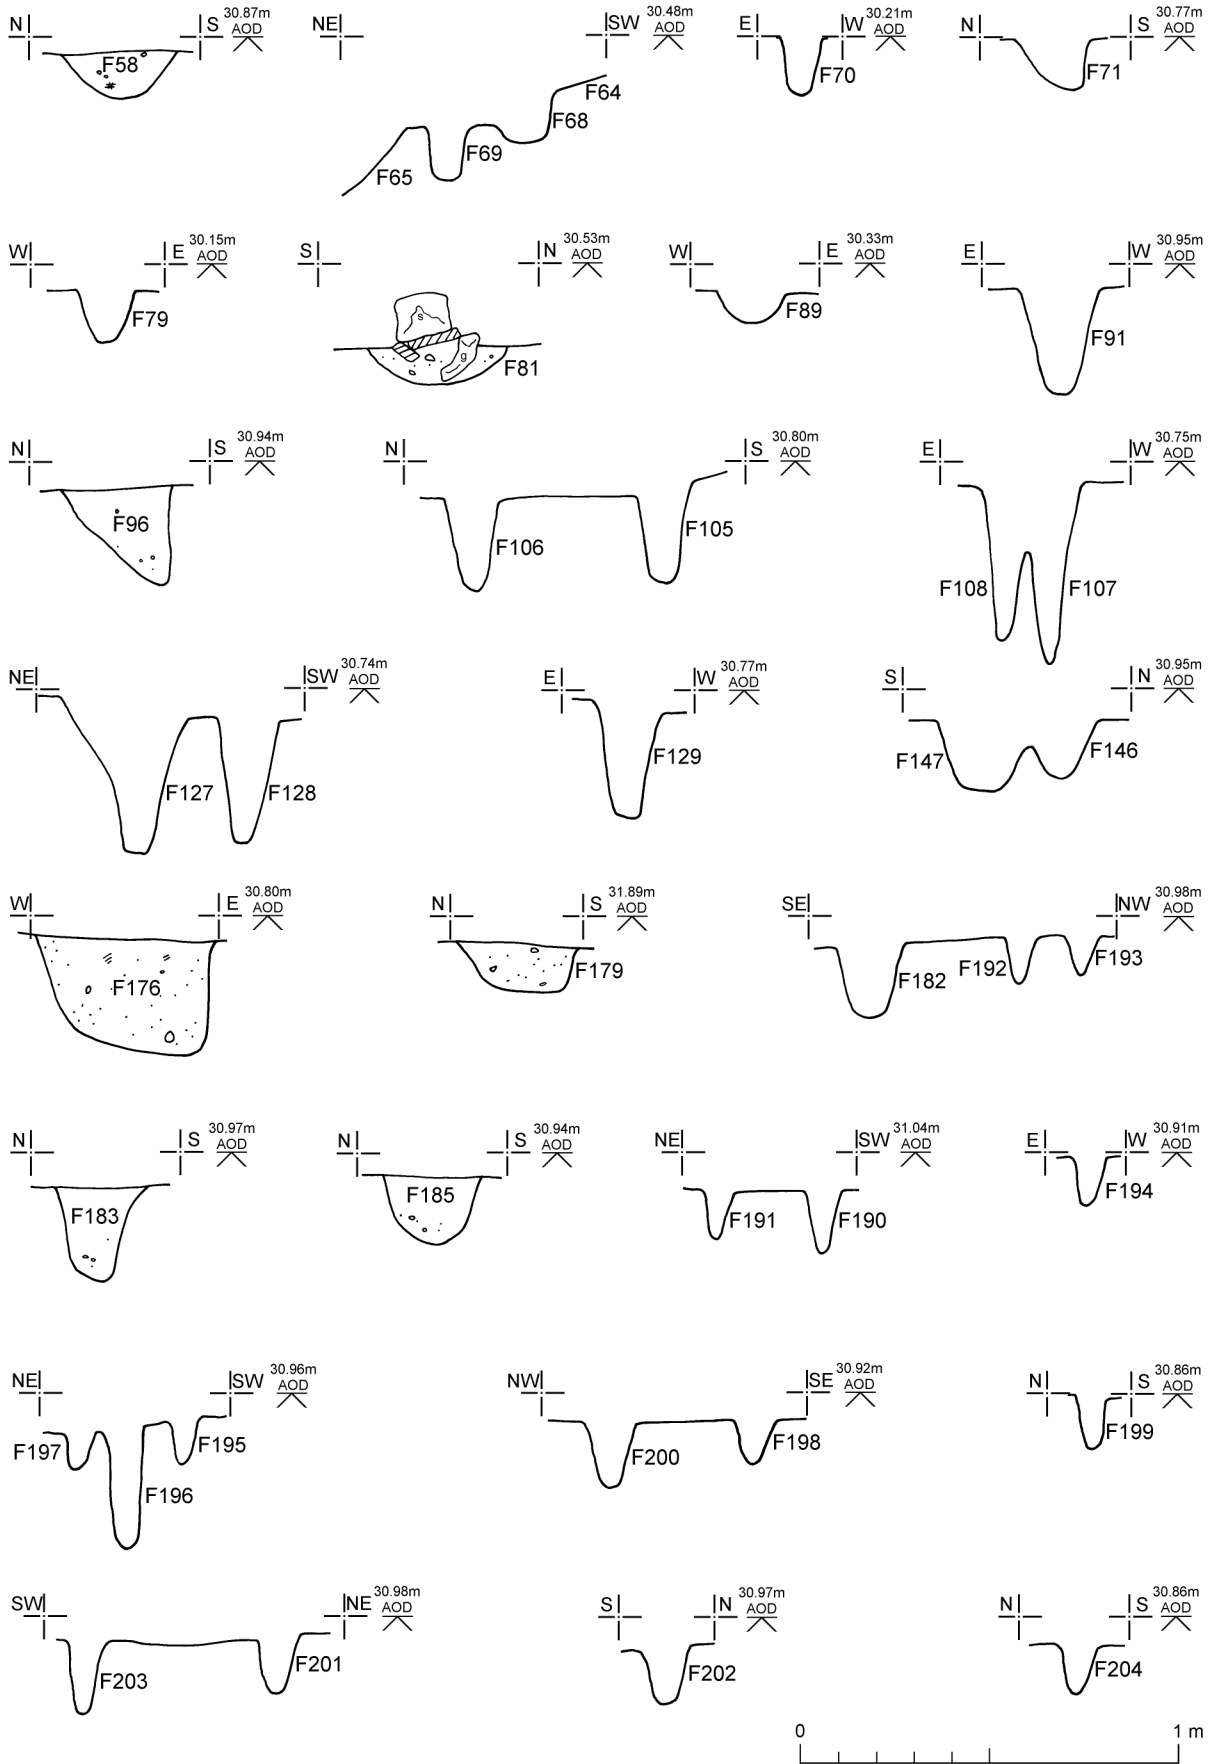 N S 30.87m AOD
F58
NE SW 30.48m AOD
F64
F68
F69
F65
E W 30.21m AOD
F70
N S 30.77m AOD
F71
W E 30.15m AOD
F79
S N 30.53m AOD
s
g
F81
W E 30.33m AOD
F89
E W 30.95m AOD
F91
N S 30.94m AOD
F96
N S 30.80m AOD
F106 F105
E W 30.75m AOD
F108 F107
NE SW 30.74m AOD
F127 F128
E W 30.77m AOD
F129
S N 30.95m AOD
F147 F146
W E 30.80m AOD
F176
N S 31.89m AOD
F179
SE NW 30.98m AOD
F182 F192 F193
N S 30.97m AOD
F183
N S 30.94m AOD
F185
NE SW 31.04m AOD
F191 F190
E W 30.91m AOD
F194
NE SW 30.96m AOD
F197 F195
F196
NW SE 30.92m AOD
F200 F198
N S 30.86m AOD
F199
SW NE 30.98m AOD
F203 F201
S N 30.97m AOD
F202
N S 30.86m AOD
F204
0 1 m